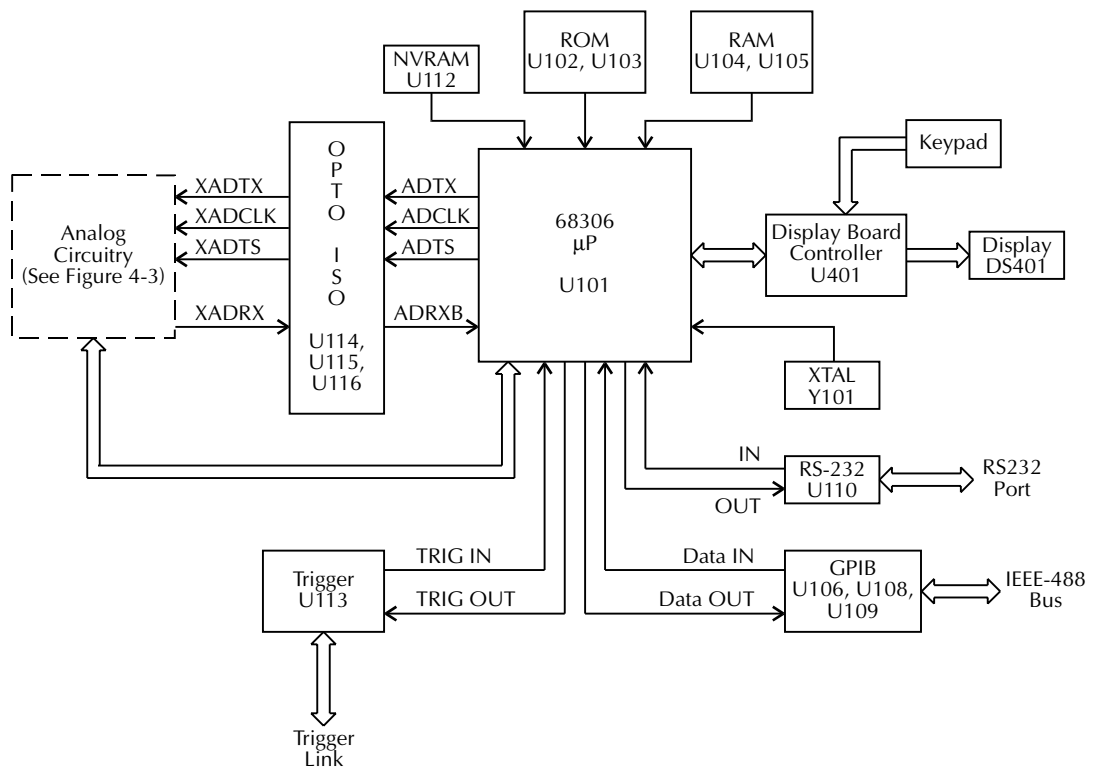 NVRAM
U112
ROM
U102, U103
RAM
U104, U105
Keypad
O
P
T
O
I
S
O
U114,
U115,
U116
XADTX
XADCLK
XADTS
XADRX
ADTX
ADCLK
ADTS
ADRXB
Analog
Circuitry
(See Figure 4-3)
68306
µP
U101
Display Board
Controller
U401
Display
DS401
XTAL
Y101
IN
OUT
RS-232
U110
RS232
Port
Trigger
U113
TRIG IN
TRIG OUT
Data IN
Data OUT
GPIB
U106, U108,
U109
IEEE-488
Bus
Trigger
Link